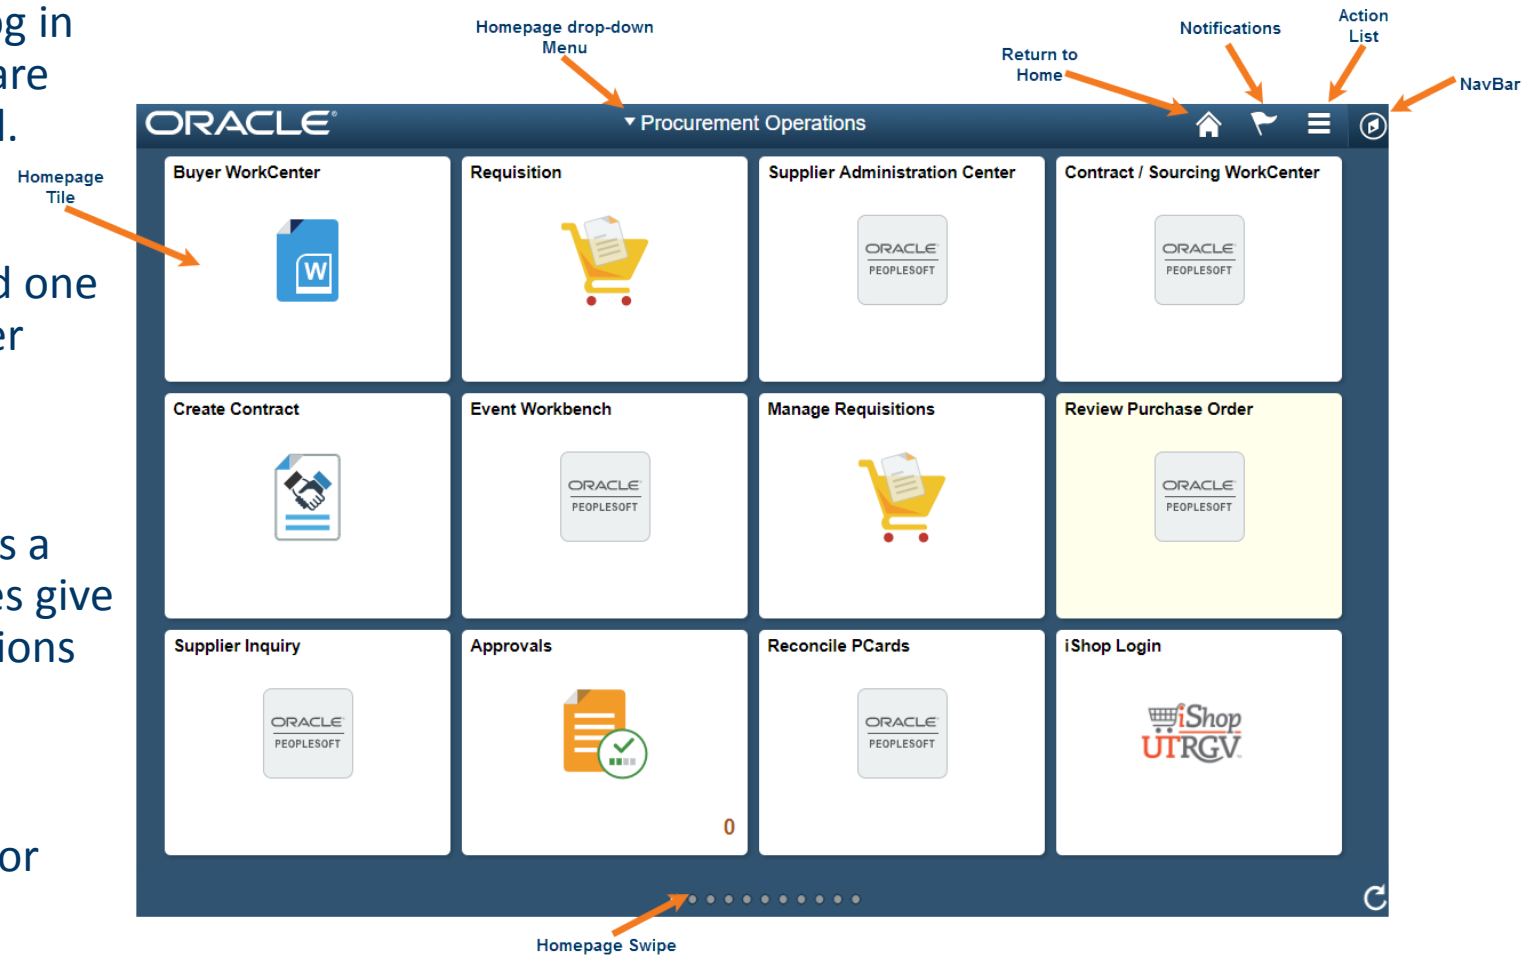 og in
are
d.
d one
er
s a
es give
ions
or
Homepage drop-down
Menu
Return to
Home
Notifications
Action
List
NavBar
Homepage
Tile
ORACLE®
Procurement Operations
Buyer WorkCenter
W
Requisition
Supplier Administration Center
ORACLE
PEOPLESOFT
Contract / Sourcing WorkCenter
ORACLE
PEOPLESOFT
Create Contract
Event Workbench
ORACLE
PEOPLESOFT
Manage Requisitions
Review Purchase Order
ORACLE
PEOPLESOFT
Supplier Inquiry
ORACLE
PEOPLESOFT
Approvals
0
Reconcile PCards
ORACLE
PEOPLESOFT
iShop Login
iShop
UTRGV
Homepage Swipe